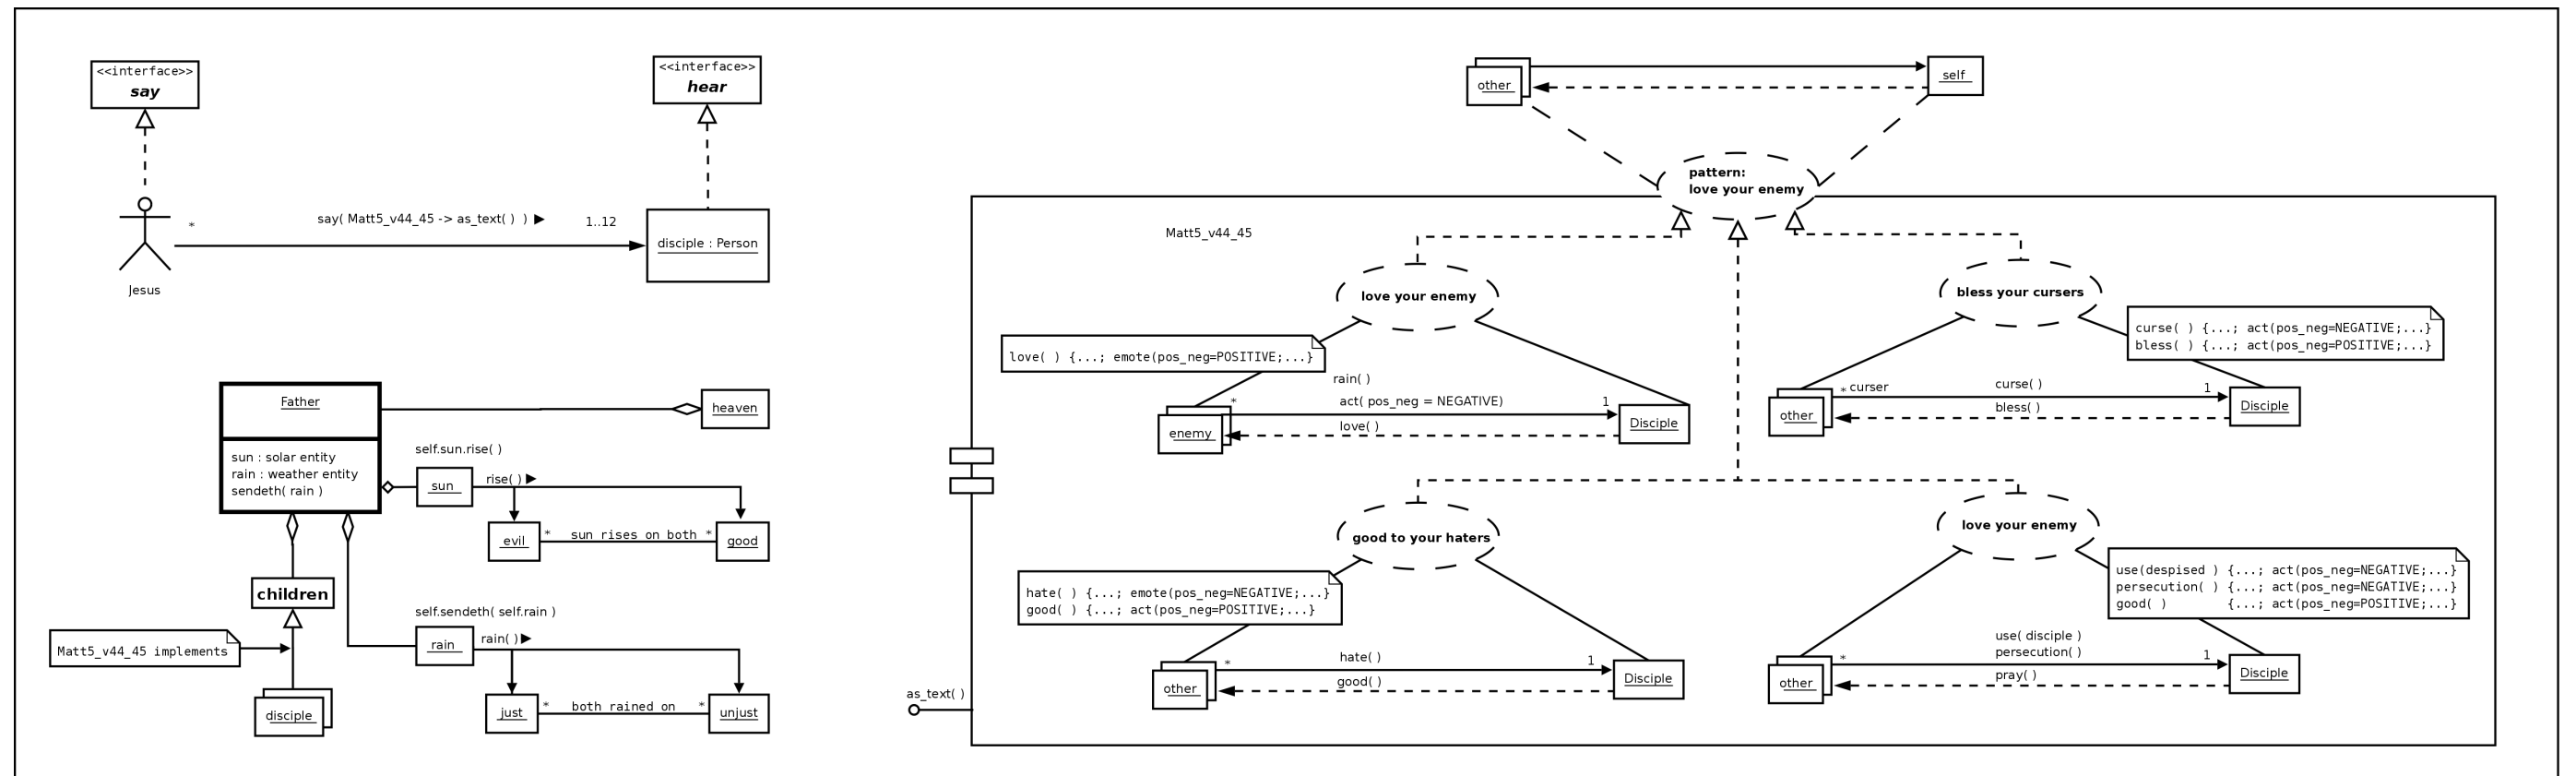 <<interface>>
say
<<interface>>
hear
*
say( Matt5_v44_45 -> as_text( ) ) ▶
1..12
disciple : Person
Jesus
Father
sun : solar entity
rain : weather entity
sendeth( rain )
heaven
self.sun.rise( )
sun
rise( ) ▶
evil
* sun rises on both *
good
children
self.sendeth( self.rain )
Matt5_v44_45 implements
rain
rain( ) ▶
disciple
just
* both rained on *
unjust
other
self
pattern:
love your enemy
Matt5_v44_45
love your enemy
love( ) {...; emote(pos_neg=POSITIVE;...}
rain( )
* act( pos_neg = NEGATIVE) 1
enemy
love( )
Disciple
bless your cursers
curse( ) {...; act(pos_neg=NEGATIVE;...}
bless( ) {...; act(pos_neg=POSITIVE;...}
* curser curse( ) 1
other
bless( )
Disciple
good to your haters
hate( ) {...; emote(pos_neg=NEGATIVE;...}
good( ) {...; act(pos_neg=POSITIVE;...}
* hate( ) 1
other
good( )
Disciple
love your enemy
use(despised ) {...; act(pos_neg=NEGATIVE;...}
persecution( ) {...; act(pos_neg=NEGATIVE;...}
good( ) {...; act(pos_neg=POSITIVE;...}
use( disciple )
* persecution( ) 1
other
pray( )
Disciple
as_text( )